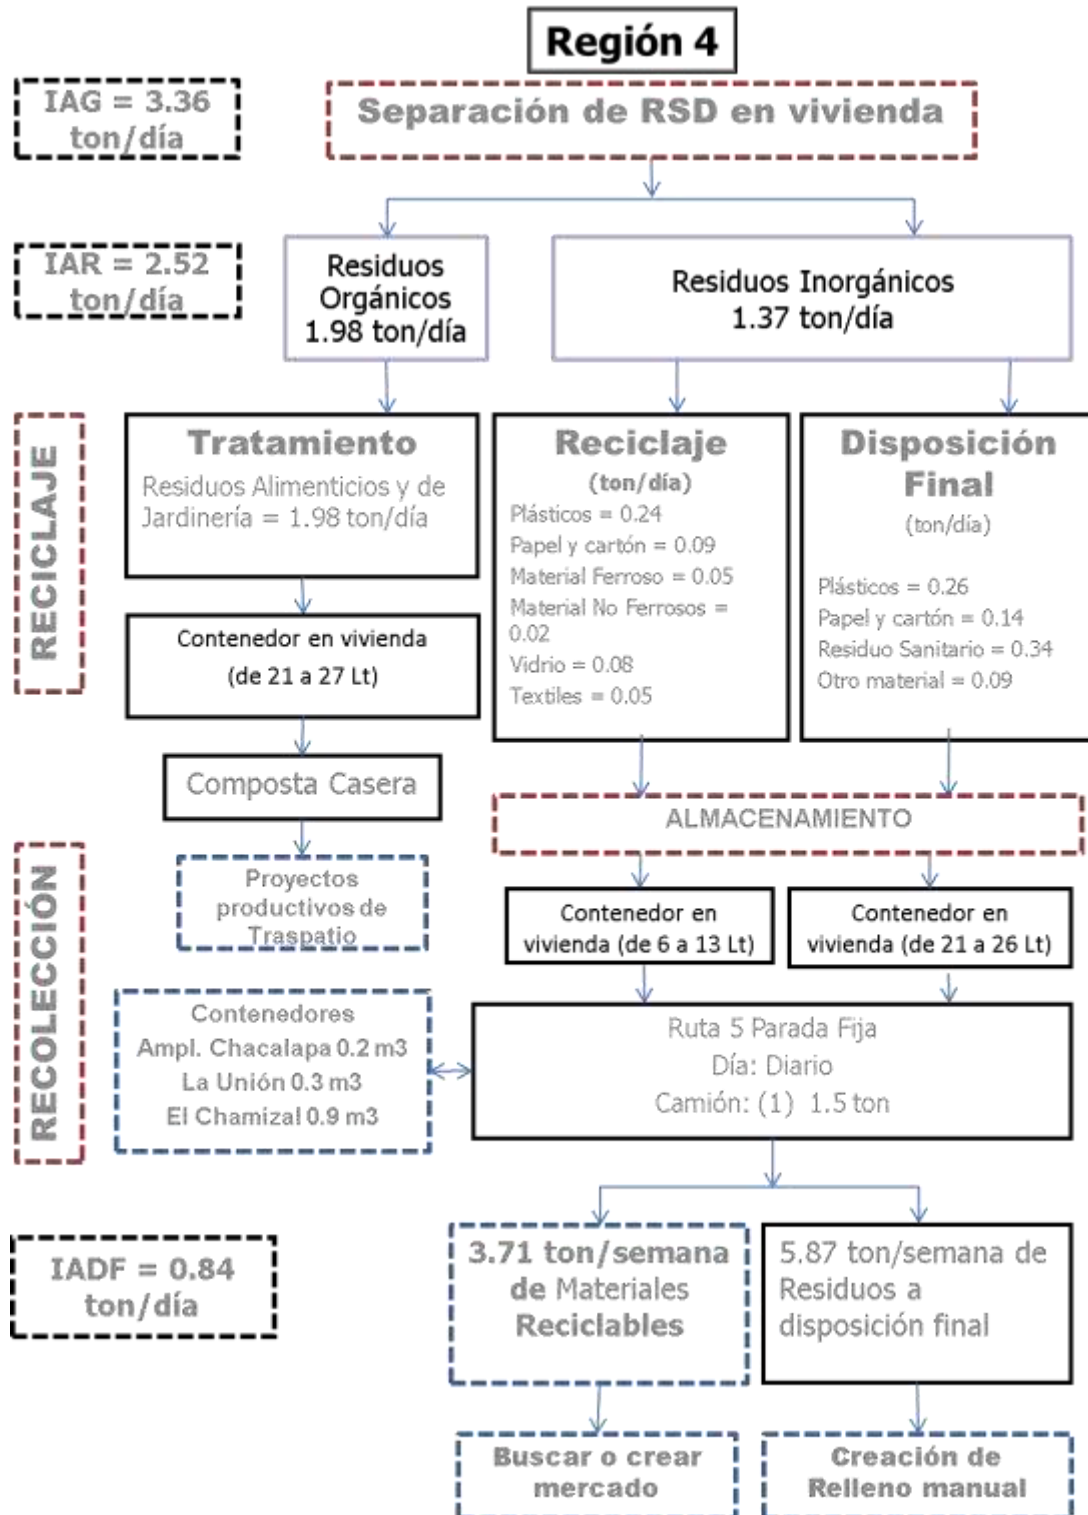 Región 4
IAG = 3.36
ton/día
Separación de RSD en vivienda
IAR = 2.52
ton/día
Residuos
Orgánicos
1.98 ton/día
Residuos Inorgánicos
1.37 ton/día
RECICLAJE
Tratamiento
Residuos Alimenticios y de
Jardinería = 1.98 ton/día
Reciclaje
(ton/día)
Plásticos = 0.24
Papel y cartón = 0.09
Material Ferroso = 0.05
Material No Ferrosos =
0.02
Vidrio = 0.08
Textiles = 0.05
Disposición
Final
(ton/día)
Plásticos = 0.26
Papel y cartón = 0.14
Residuo Sanitario = 0.34
Otro material = 0.09
Contenedor en vivienda
(de 21 a 27 Lt)
Composta Casera
ALMACENAMIENTO
RECOLECCIÓN
Proyectos
productivos de
Traspatio
Contenedor en
vivienda (de 6 a 13 Lt)
Contenedor en
vivienda (de 21 a 26 Lt)
Contenedores
Ampl. Chacalapa 0.2 m3
La Unión 0.3 m3
El Chamizal 0.9 m3
Ruta 5 Parada Fija
Día: Diario
Camión: (1) 1.5 ton
IADF = 0.84
ton/día
3.71 ton/semana
de Materiales
Reciclables
5.87 ton/semana de
Residuos a
disposición final
Buscar o crear
mercado
Creación de
Relleno manual